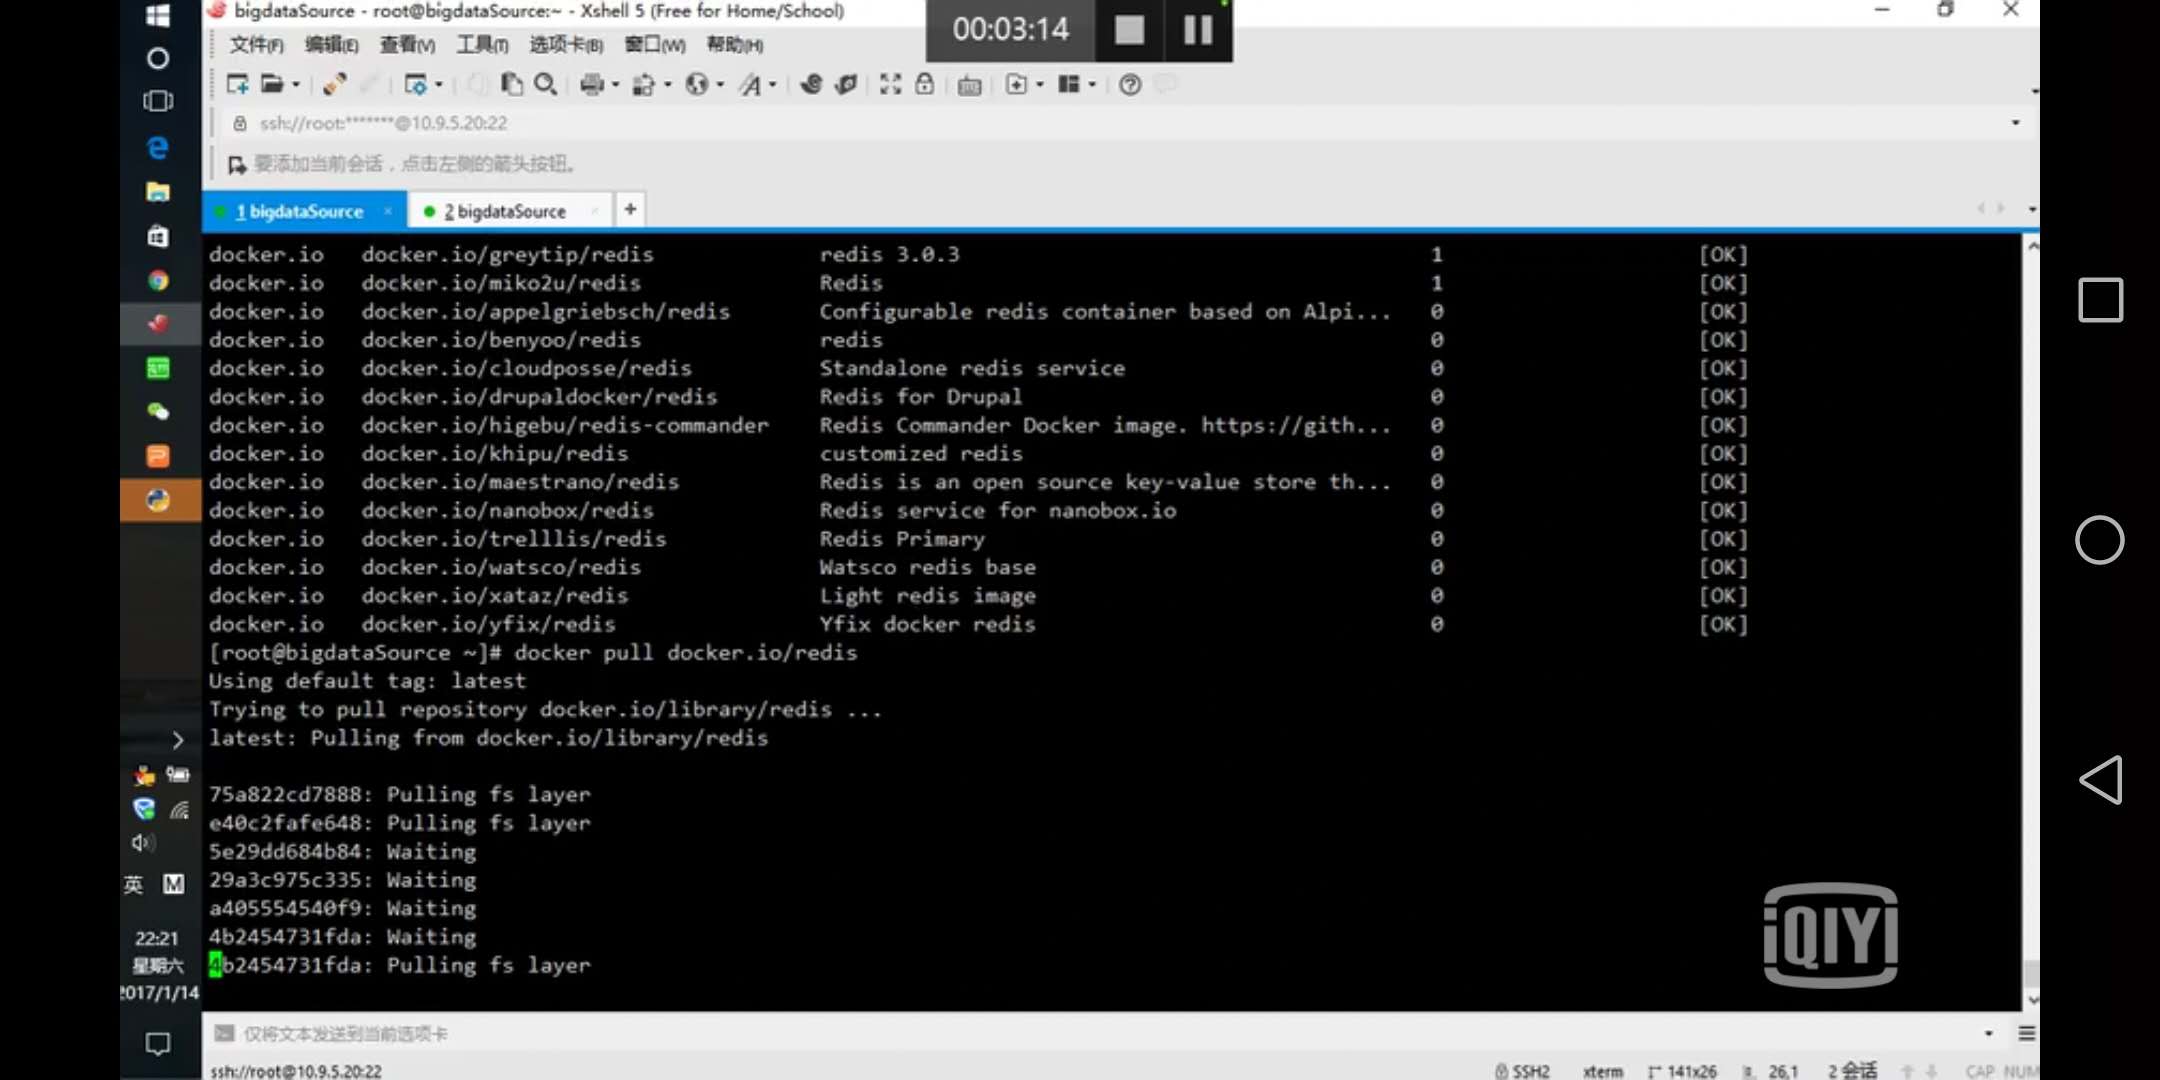 bigdataSource - root@bigdataSource:~ - Xshell 5 (Free for Home/School)
00:03:14
文件(F) 编辑(E) 查看(V) 工具(T) 选项卡(B) 窗口(W) 帮助(H)
ssh://root:*******@10.9.5.20:22
要添加当前会话，点击左侧的箭头按钮。
1 bigdataSource × 2 bigdataSource × +
docker.io docker.io/greytip/redis redis 3.0.3 1 [OK]
docker.io docker.io/miko2u/redis Redis 1 [OK]
docker.io docker.io/appelgriebsch/redis Configurable redis container based on Alpi... 0 [OK]
docker.io docker.io/benyoo/redis redis 0 [OK]
docker.io docker.io/cloudposse/redis Standalone redis service 0 [OK]
docker.io docker.io/drupaldocker/redis Redis for Drupal 0 [OK]
docker.io docker.io/higebu/redis-commander Redis Commander Docker image. https://gith... 0 [OK]
docker.io docker.io/khipu/redis customized redis 0 [OK]
docker.io docker.io/maestrano/redis Redis is an open source key-value store th... 0 [OK]
docker.io docker.io/nanobox/redis Redis service for nanobox.io 0 [OK]
docker.io docker.io/trelllis/redis Redis Primary 0 [OK]
docker.io docker.io/watsco/redis Watsco redis base 0 [OK]
docker.io docker.io/xataz/redis Light redis image 0 [OK]
docker.io docker.io/yfix/redis Yfix docker redis 0 [OK]
[root@bigdataSource ~]# docker pull docker.io/redis
Using default tag: latest
Trying to pull repository docker.io/library/redis ...
latest: Pulling from docker.io/library/redis
75a822cd7888: Pulling fs layer
e40c2fafe648: Pulling fs layer
5e29dd684b84: Waiting
29a3c975c335: Waiting
a405554540f9: Waiting
4b2454731fda: Waiting
4b2454731fda: Pulling fs layer
英 M
22:21
星期六
2017/1/14
iQIYI
仅将文本发送到当前选项卡
ssh://root@10.9.5.20:22 SSH2 xterm 141x26 26,1 2 会话 CAP NUM